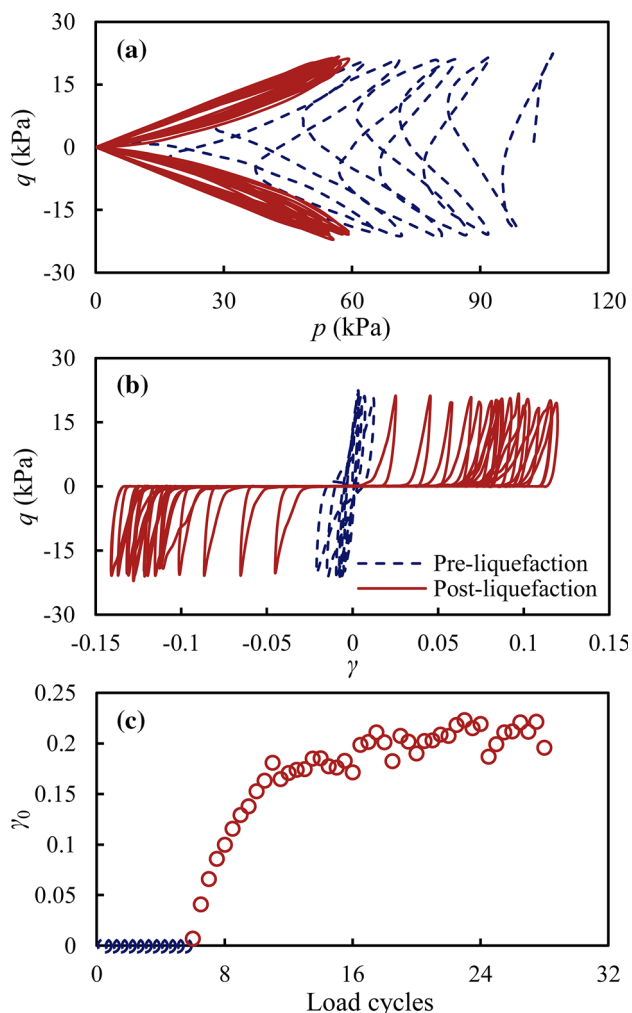 (a)
q (kPa)
30
15
0
-15
-30
0 30 60 90 120
p (kPa)
(b)
q (kPa)
30
15
0
-15
-30
Pre-liquefaction
Post-liquefaction
-0.15 -0.1 -0.05 0 0.05 0.1 0.15
γ
(c)
γ0
0.25
0.2
0.15
0.1
0.05
0
0 8 16 24 32
Load cycles